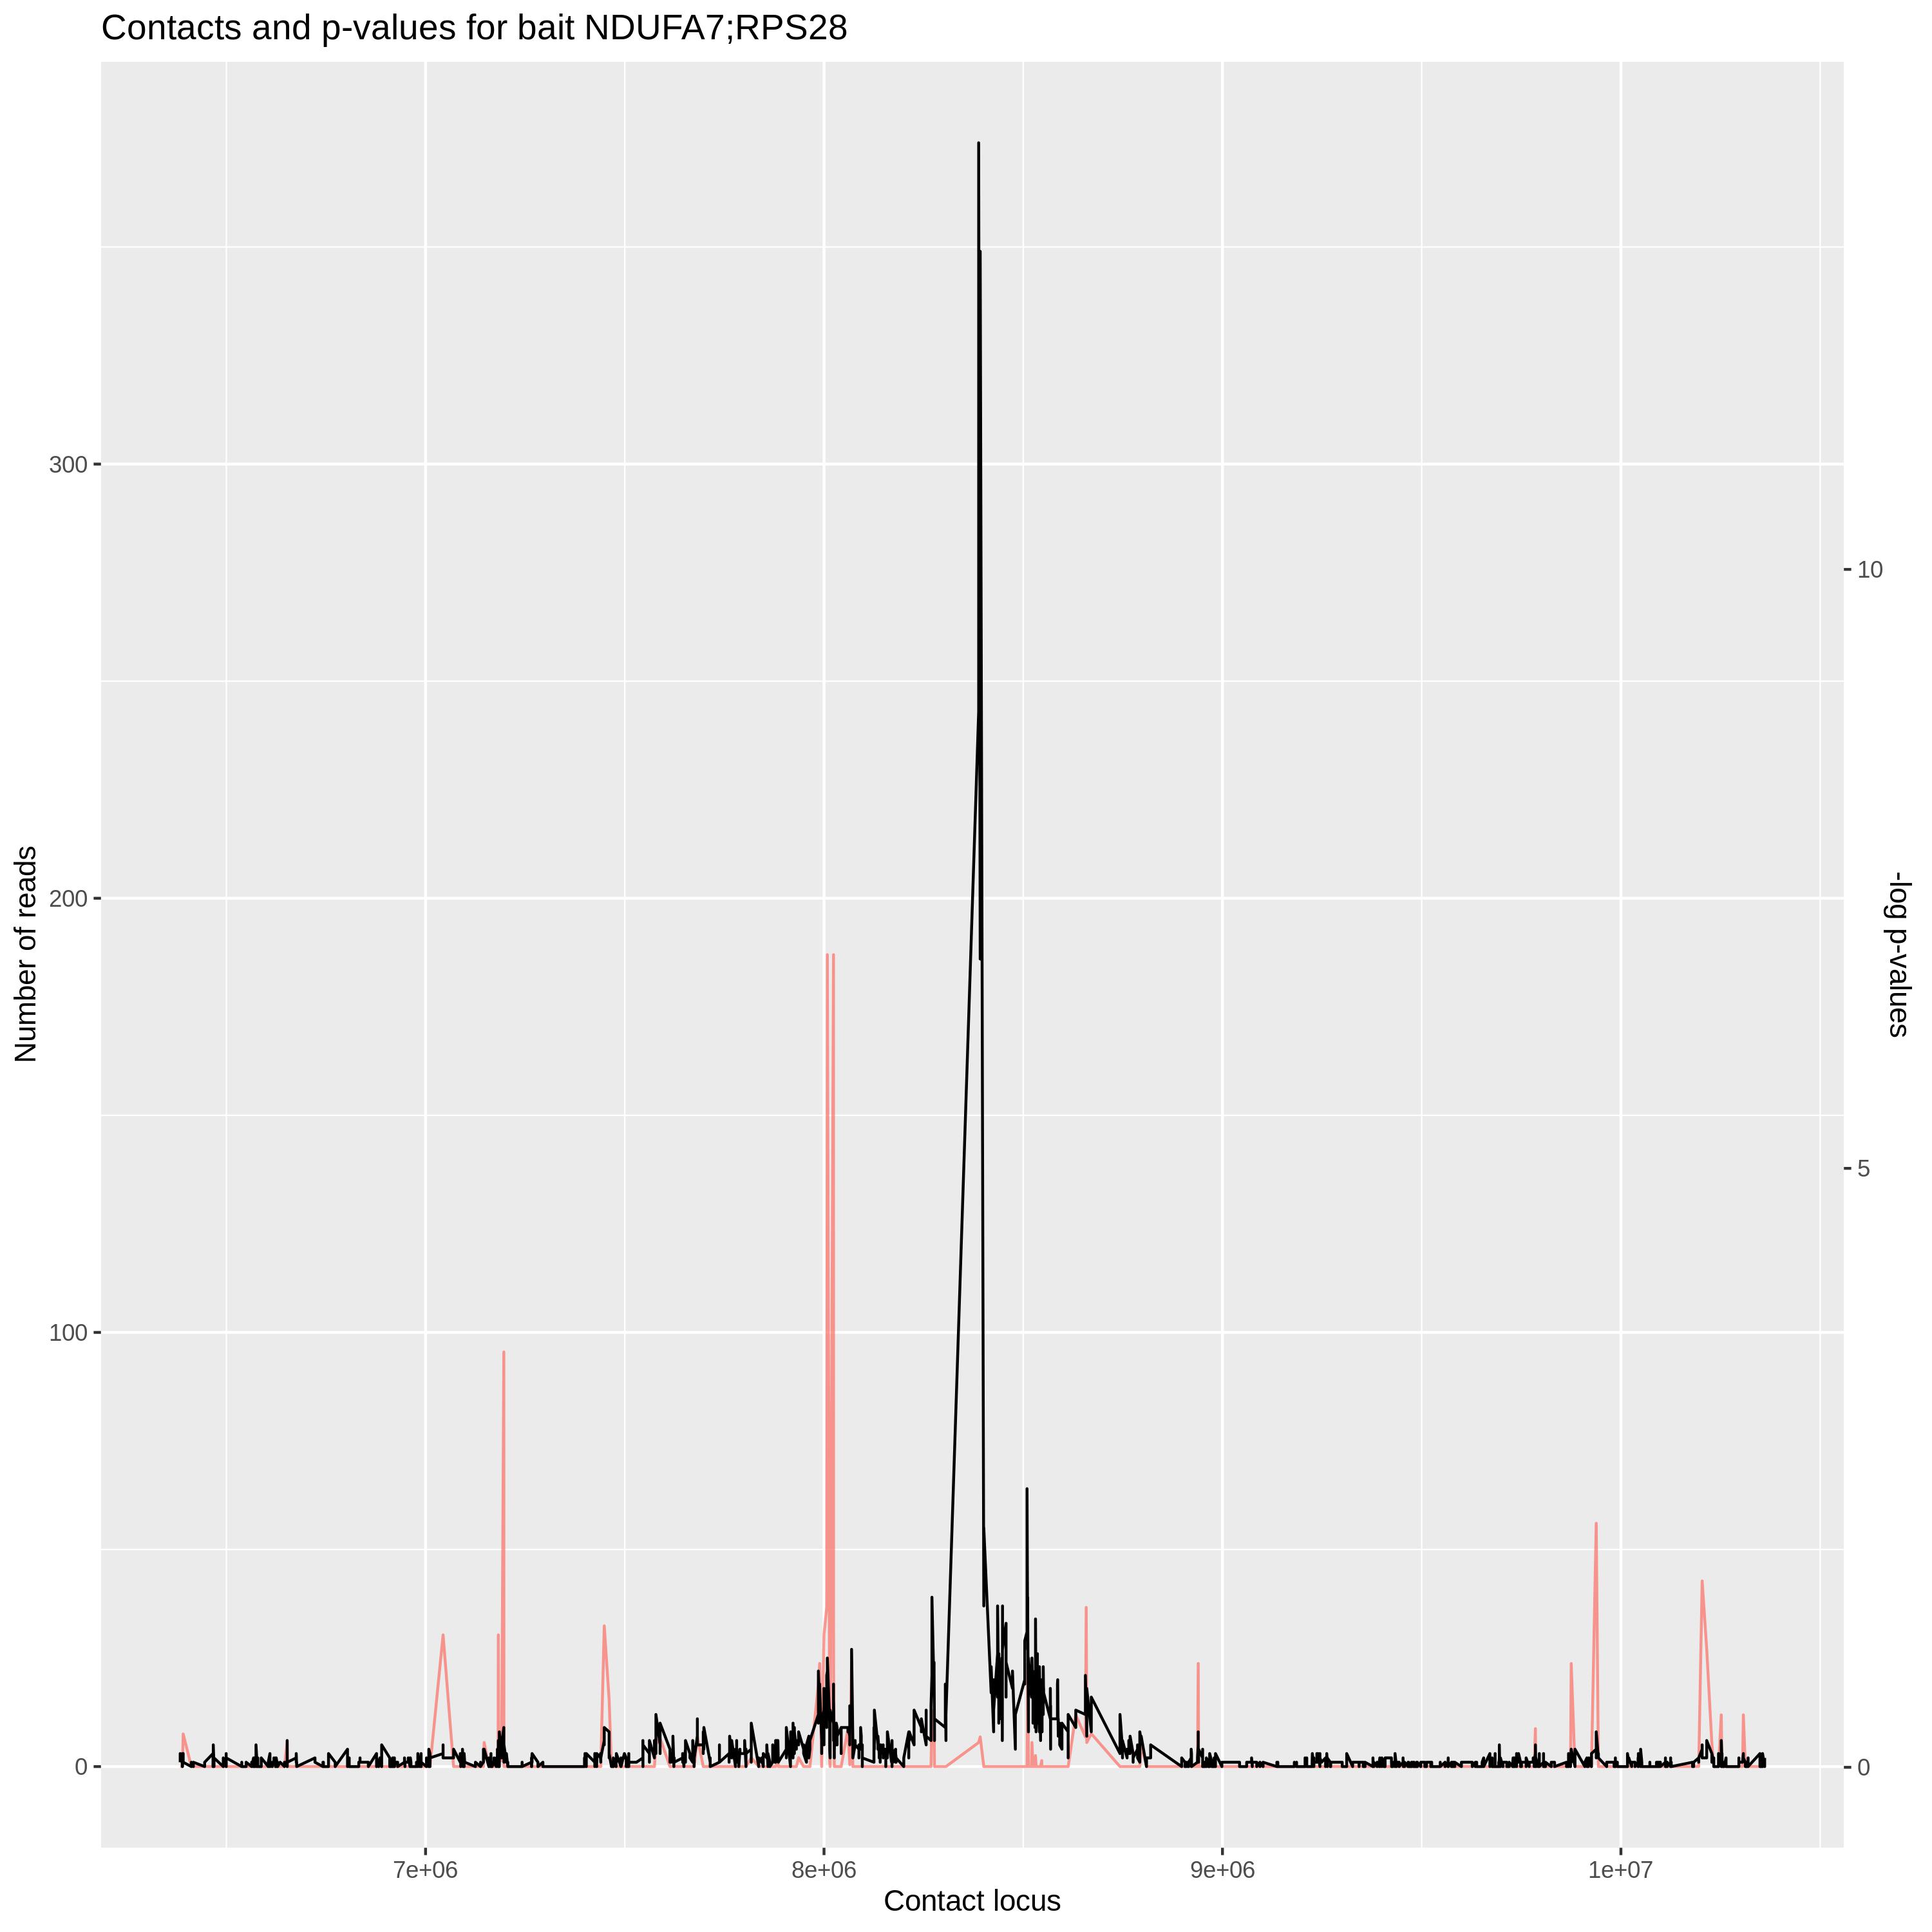 Contacts and p-values for bait NDUFA7;RPS28
300
200
100
0
Number of reads
10
5
0
-log p-values
7e+06
8e+06
9e+06
1e+07
Contact locus